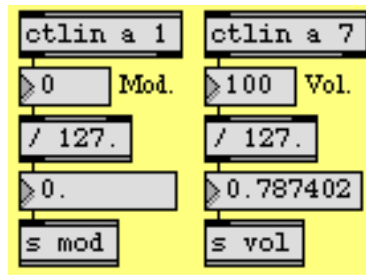 ctlin a 1 ctlin a 7
0 Mod. 100 Vol.
/ 127. / 127.
0. 0.787402
s mod s vol